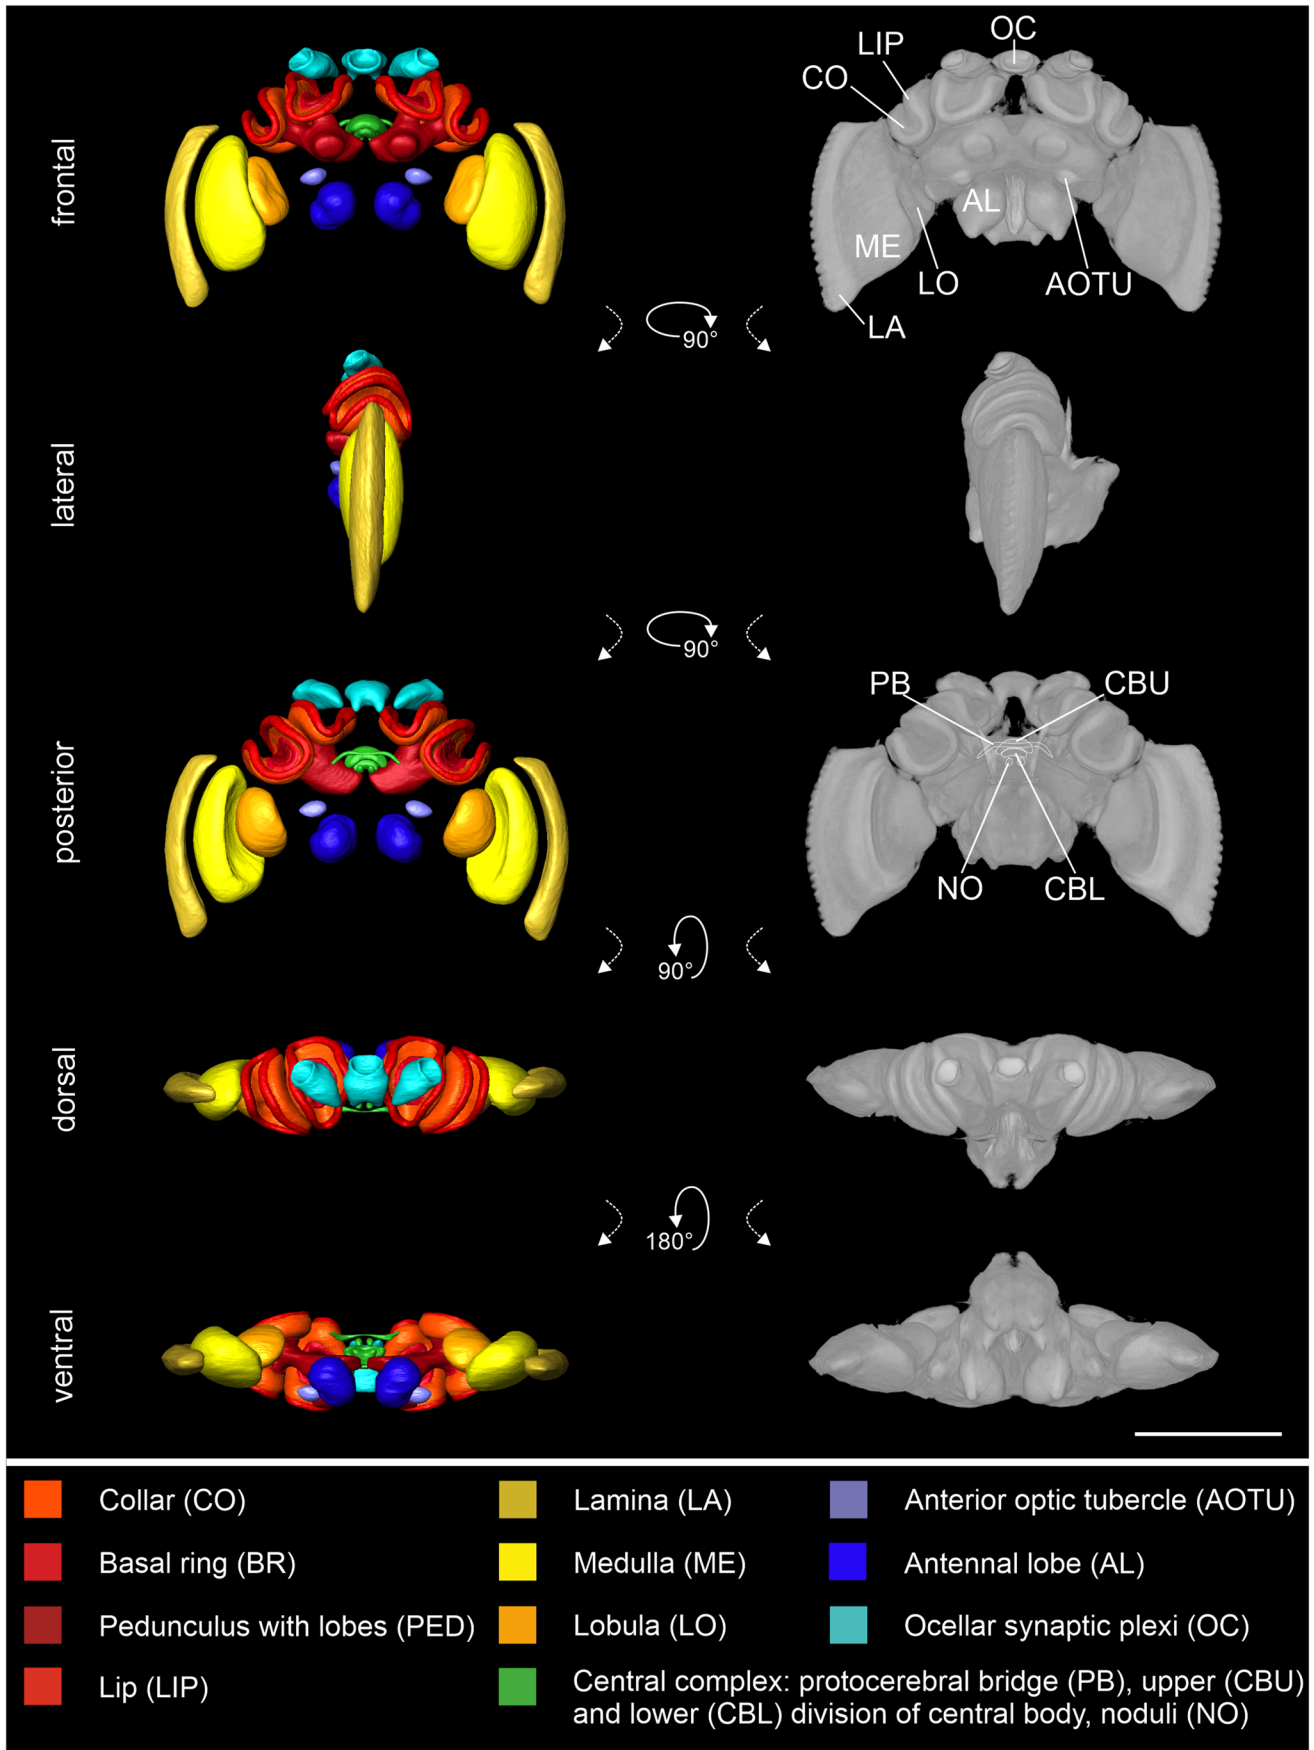 frontal
OC
LIP
CO
AL
ME
LO
AOTU
LA
90°
lateral
90°
posterior
PB
CBU
NO
CBL
90°
dorsal
180°
ventral
Collar (CO)
Basal ring (BR)
Pedunculus with lobes (PED)
Lip (LIP)
Lamina (LA)
Medulla (ME)
Lobula (LO)
Central complex: protocerebral bridge (PB), upper (CBU)
and lower (CBL) division of central body, noduli (NO)
Anterior optic tubercle (AOTU)
Antennal lobe (AL)
Ocellar synaptic plexi (OC)